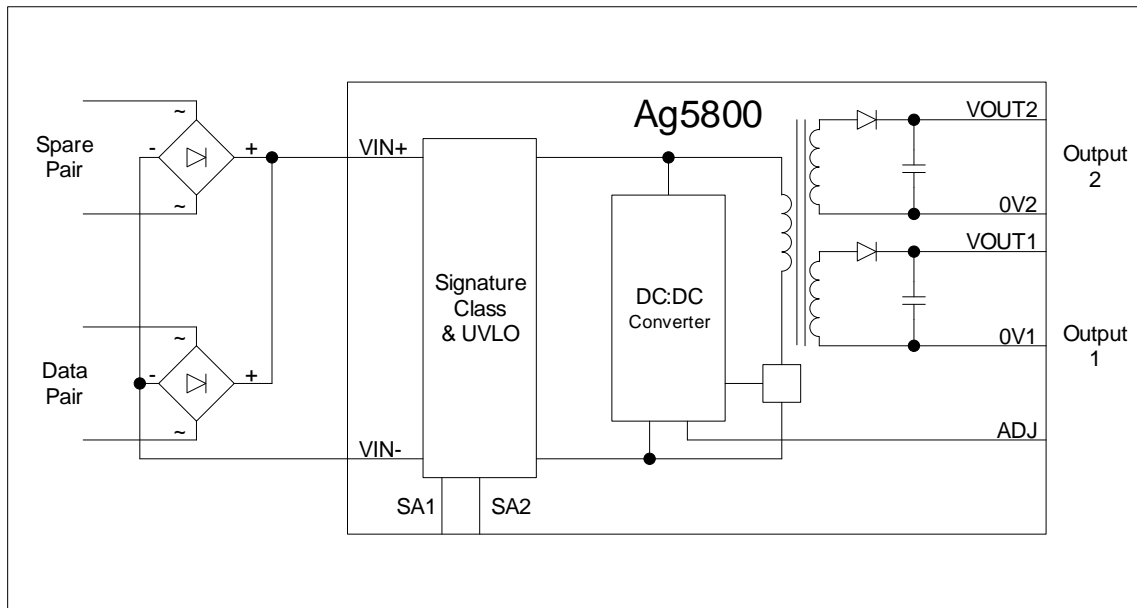 Ag5800
~
Spare
Pair
-
+
~
VIN+
VOUT2
Output
2
0V2
VOUT1
Signature
Class
& UVLO
DC:DC
Converter
0V1
Output
1
~
Data
Pair
-
+
~
VIN-
ADJ
SA1
SA2